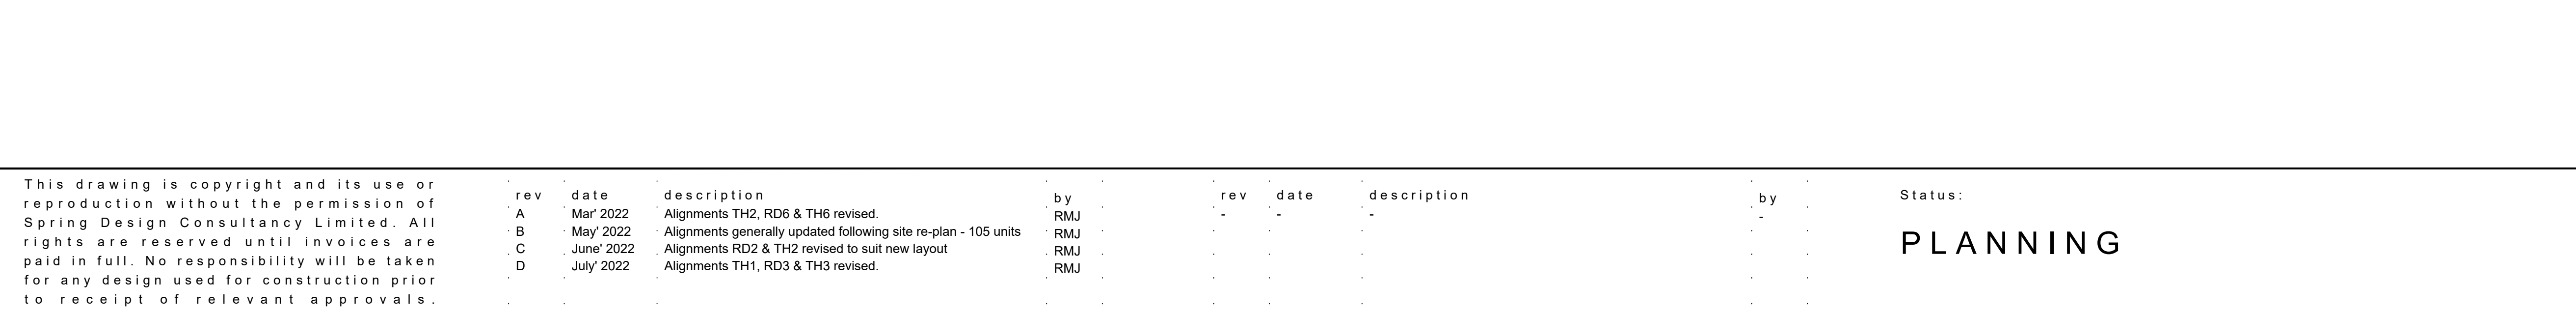 This drawing is copyright and its use or
reproduction without the permission of
Spring Design Consultancy Limited. All
rights are reserved until invoices are
paid in full. No responsibility will be taken
for any design used for construction prior
to receipt of relevant approvals.
rev date description by
A Mar' 2022 Alignments TH2, RD6 & TH6 revised. RMJ
B May' 2022 Alignments generally updated following site re-plan - 105 units RMJ
C June' 2022 Alignments RD2 & TH2 revised to suit new layout RMJ
D July' 2022 Alignments TH1, RD3 & TH3 revised. RMJ
rev date description by
- - - -
Status:
PLANNING